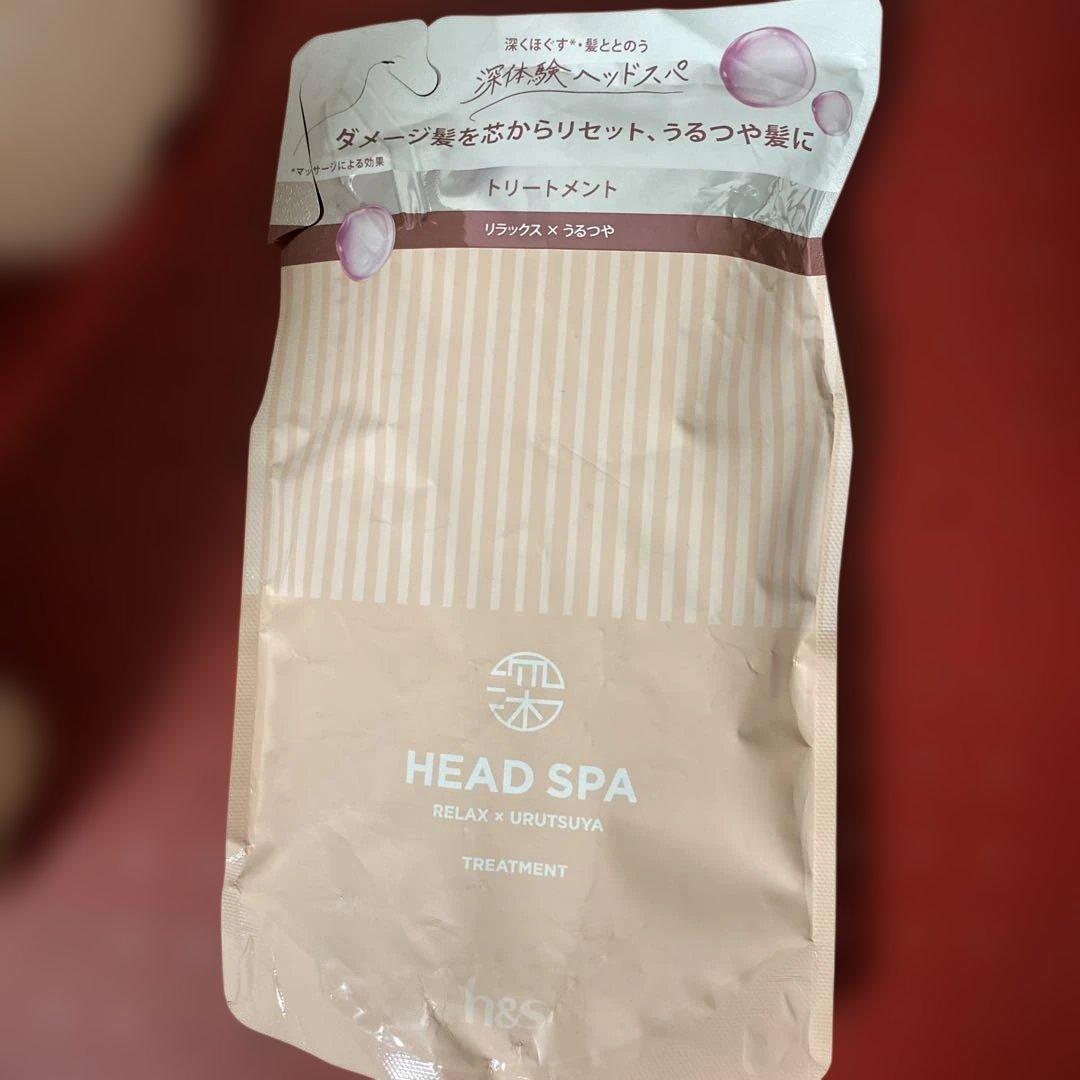 深くほぐす*・髪ととのう
深体験ヘッドスパ
ダメージ髪を芯からリセット、うるつや髪に
*マッサージによる効果
トリートメント
リラックス × うるつや
HEAD SPA
RELAX × URUTSUYA
TREATMENT
h&s